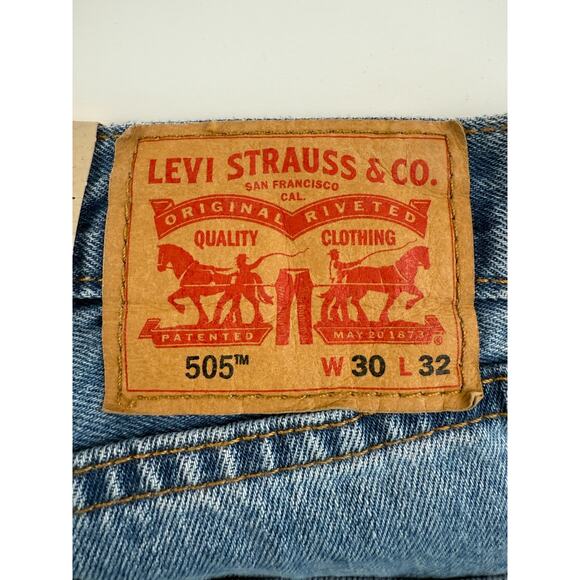 LEVI STRAUSS & CO.
SAN FRANCISCO
CAL.
ORIGINAL RIVETED
QUALITY CLOTHING
PATENTED MAY 20 1873 ®
505™ W 30 L 32